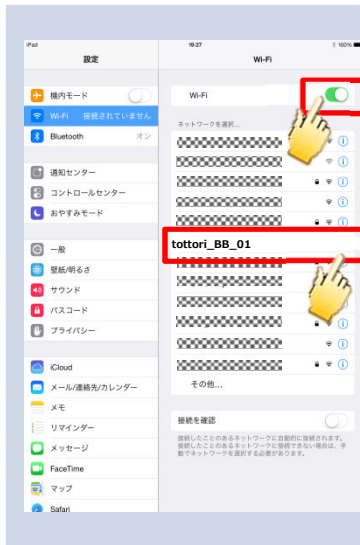 iPad
19:27
100%
設定
Wi-Fi
機内モード
Wi-Fi 接続されていません
Bluetooth オン
通知センター
コントロールセンター
おやすみモード
一般
壁紙/明るさ
サウンド
パスコード
プライバシー
iCloud
メール/連絡先/カレンダー
メモ
リマインダー
メッセージ
FaceTime
マップ
Safari
Wi-Fi
ネットワークを選択...
tottori_BB_01
その他...
接続を確認
接続したことのあるネットワークに自動的に接続されます。
接続したことのあるネットワークに接続できない場合は、手
動でネットワークを選択する必要があります。